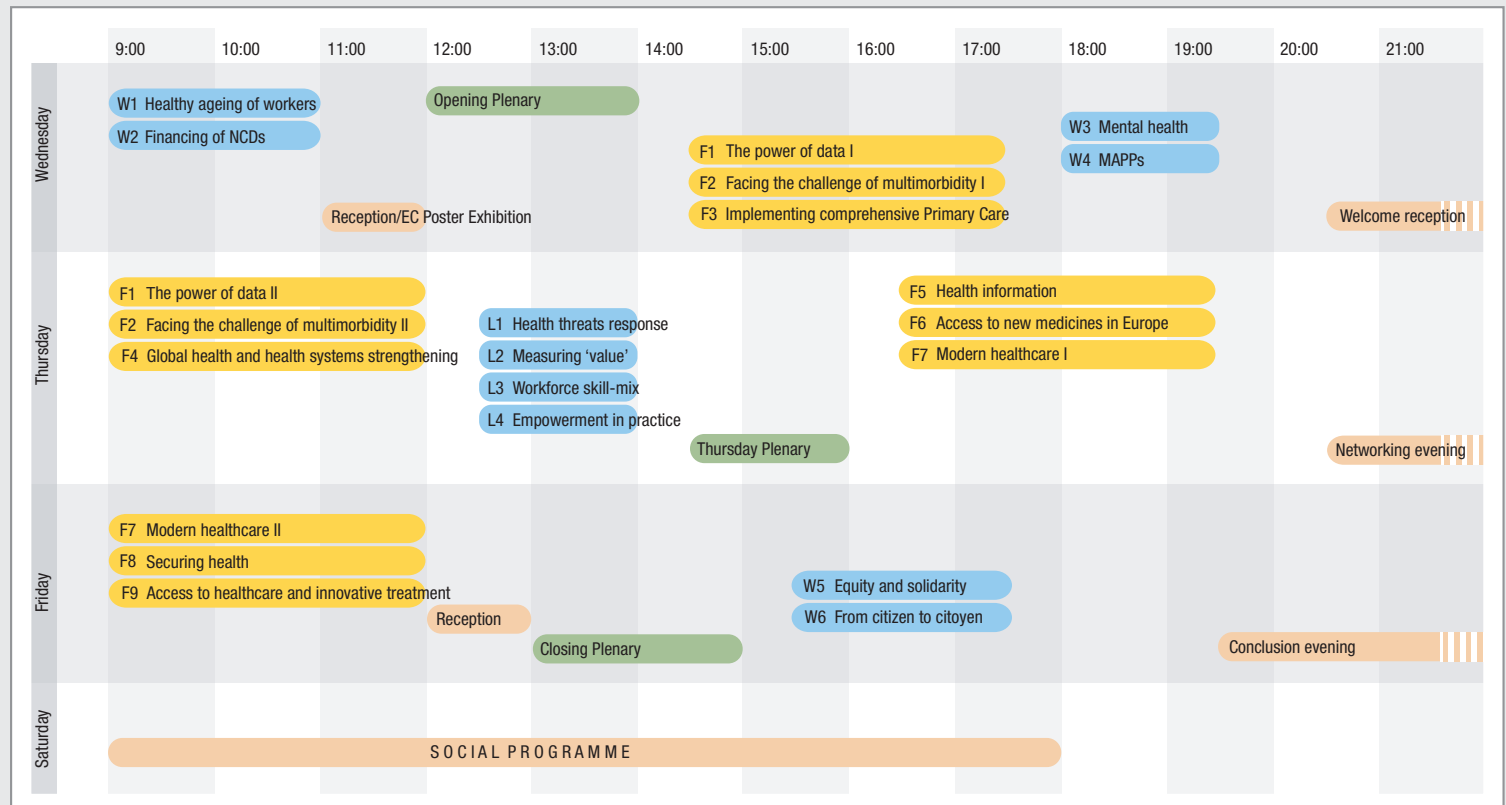 9:00 10:00 11:00 12:00 13:00 14:00 15:00 16:00 17:00 18:00 19:00 20:00 21:00
Wednesday
W1 Healthy ageing of workers
W2 Financing of NCDs
Reception/EC Poster Exhibition
Opening Plenary
F1 The power of data I
F2 Facing the challenge of multimorbidity I
F3 Implementing comprehensive Primary Care
W3 Mental health
W4 MAPPs
Welcome reception
Thursday
F1 The power of data II
F2 Facing the challenge of multimorbidity II
F4 Global health and health systems strengthening
L1 Health threats response
L2 Measuring ‘value’
L3 Workforce skill-mix
L4 Empowerment in practice
Thursday Plenary
F5 Health information
F6 Access to new medicines in Europe
F7 Modern healthcare I
Networking evening
Friday
F7 Modern healthcare II
F8 Securing health
F9 Access to healthcare and innovative treatment
Reception
Closing Plenary
W5 Equity and solidarity
W6 From citizen to citoyen
Conclusion evening
Saturday
SOCIAL PROGRAMME